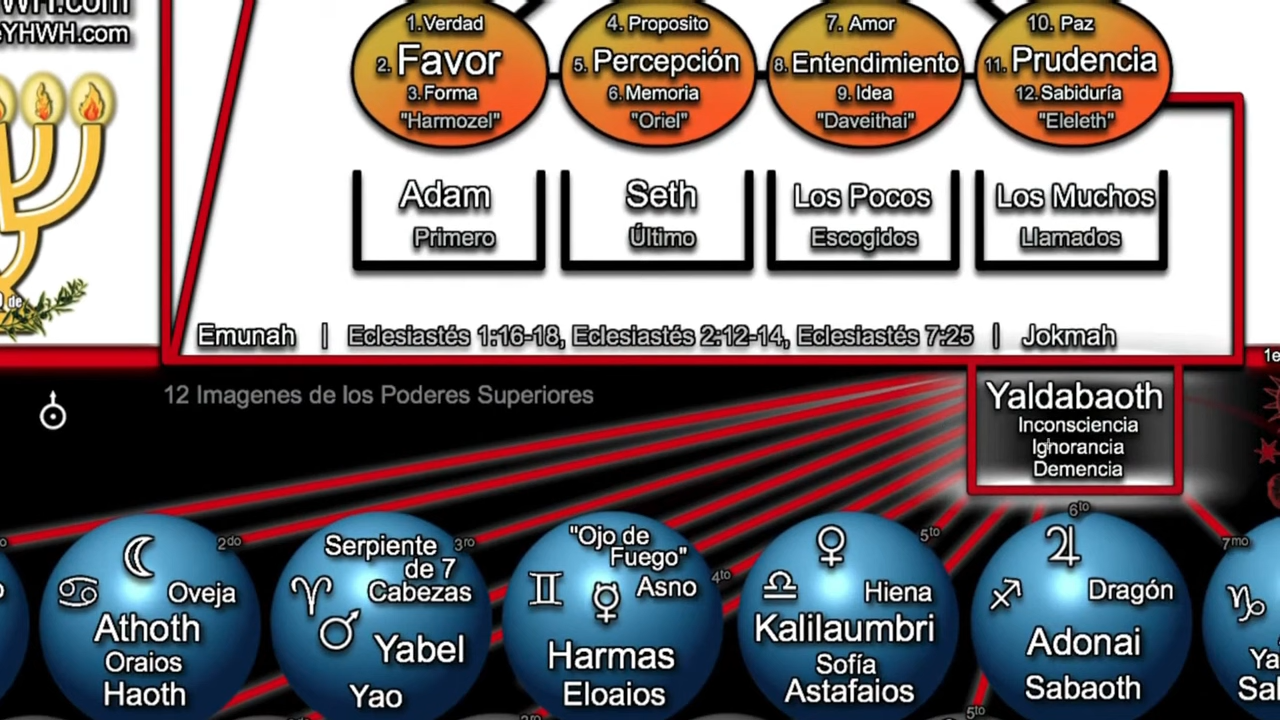 YHWH.com
1.Verdad
2. Favor
3.Forma
"Harmozel"
4. Proposito
5. Percepción
6. Memoria
"Oriel"
7. Amor
8. Entendimiento
9. Idea
"Daveithai"
10. Paz
11. Prudencia
12.Sabiduría
"Eleleth"
Adam
Primero
Seth
Último
Los Pocos
Escogidos
Los Muchos
Llamados
de
Emunah | Eclesiastés 1:16-18, Eclesiastés 2:12-14, Eclesiastés 7:25 | Jokmah
12 Imagenes de los Poderes Superiores
Yaldabaoth
Inconsciencia
Ignorancia
Demencia
Oveja
Athoth
Oraios
Haoth
2do
Serpiente
de 7
Cabezas
Yabel
Yao
3ro
"Ojo de
Fuego"
Asno
Harmas
Eloaios
4to
Hiena
Kalilaumbri
Sofía
Astafaios
5to
6to
Dragón
Adonai
Sabaoth
5to
7mo